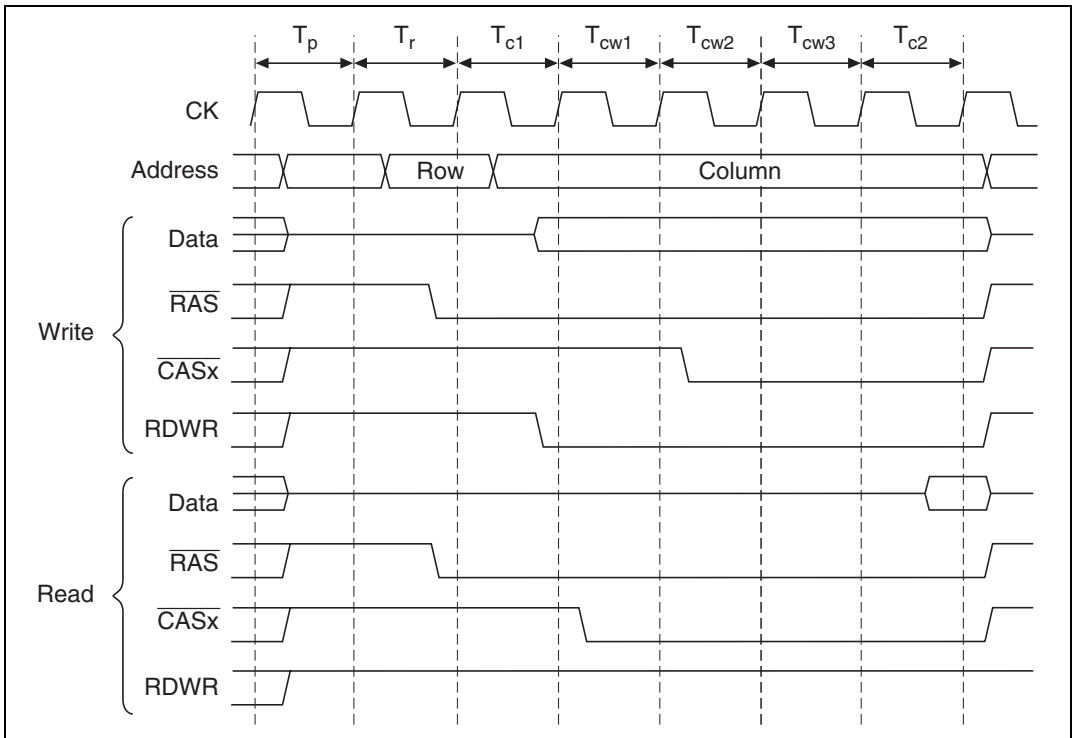 Tp Tr Tc1 Tcw1 Tcw2 Tcw3 Tc2
CK
Address Row Column
Data
RAS
Write
CASx
RDWR
Data
RAS
Read
CASx
RDWR